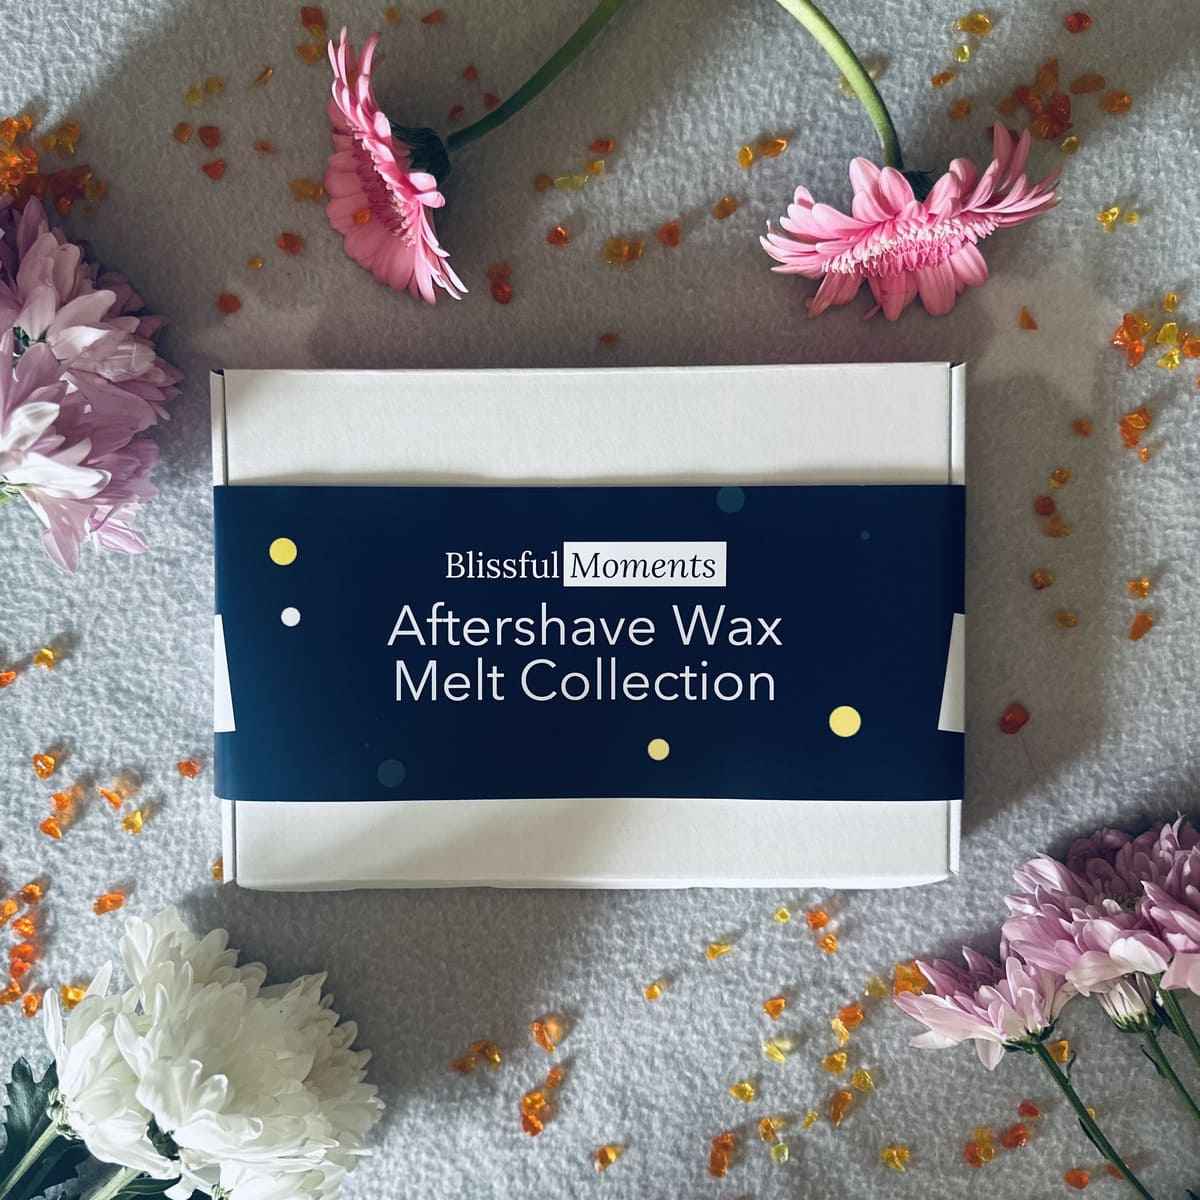 Blissful Moments
Aftershave Wax
Melt Collection